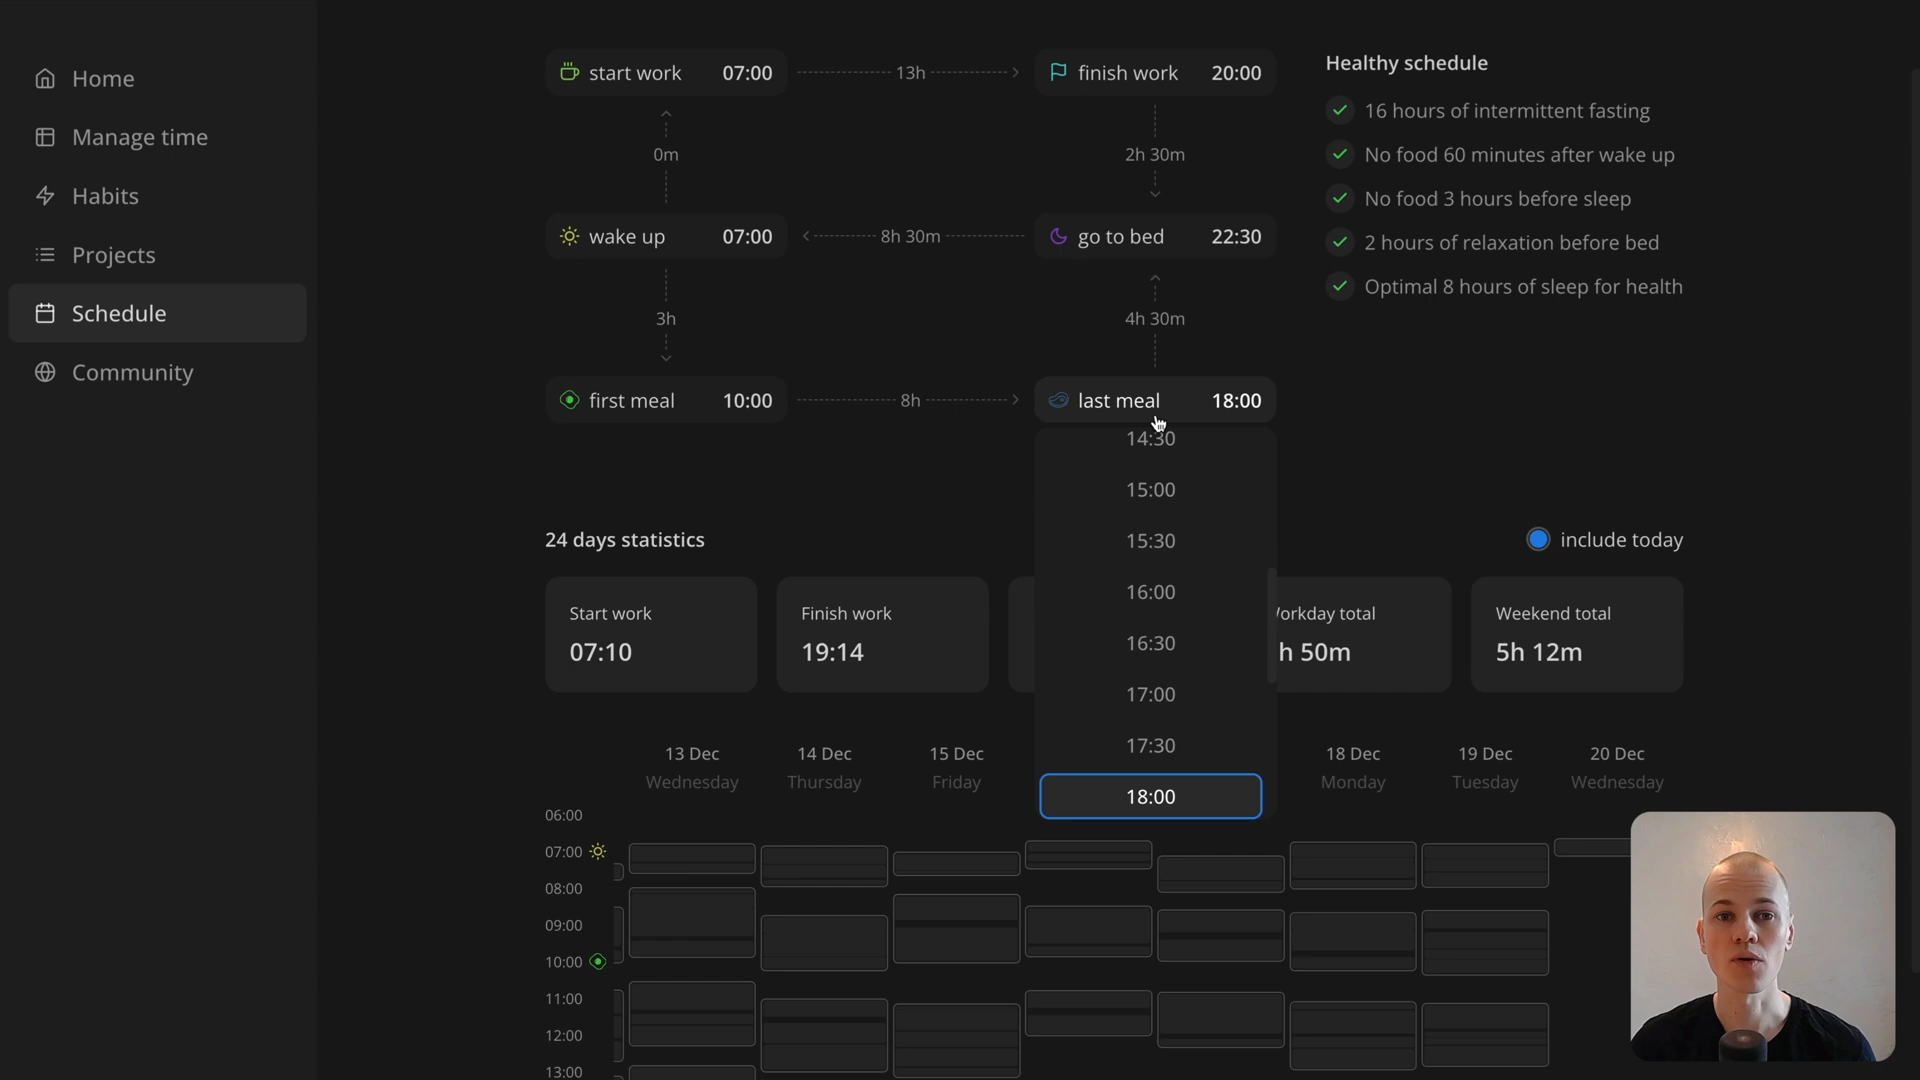 Home
Manage time
Habits
Projects
Schedule
Community
start work 07:00
13h
finish work 20:00
0m
2h 30m
wake up 07:00
8h 30m
go to bed 22:30
3h
4h 30m
first meal 10:00
8h
last meal 18:00
Healthy schedule
16 hours of intermittent fasting
No food 60 minutes after wake up
No food 3 hours before sleep
2 hours of relaxation before bed
Optimal 8 hours of sleep for health
14:30
15:00
15:30
16:00
16:30
17:00
17:30
18:00
24 days statistics
include today
Start work
07:10
Finish work
19:14
orkday total
h 50m
Weekend total
5h 12m
13 Dec
Wednesday
14 Dec
Thursday
15 Dec
Friday
18 Dec
Monday
19 Dec
Tuesday
20 Dec
Wednesday
06:00
07:00
08:00
09:00
10:00
11:00
12:00
13:00